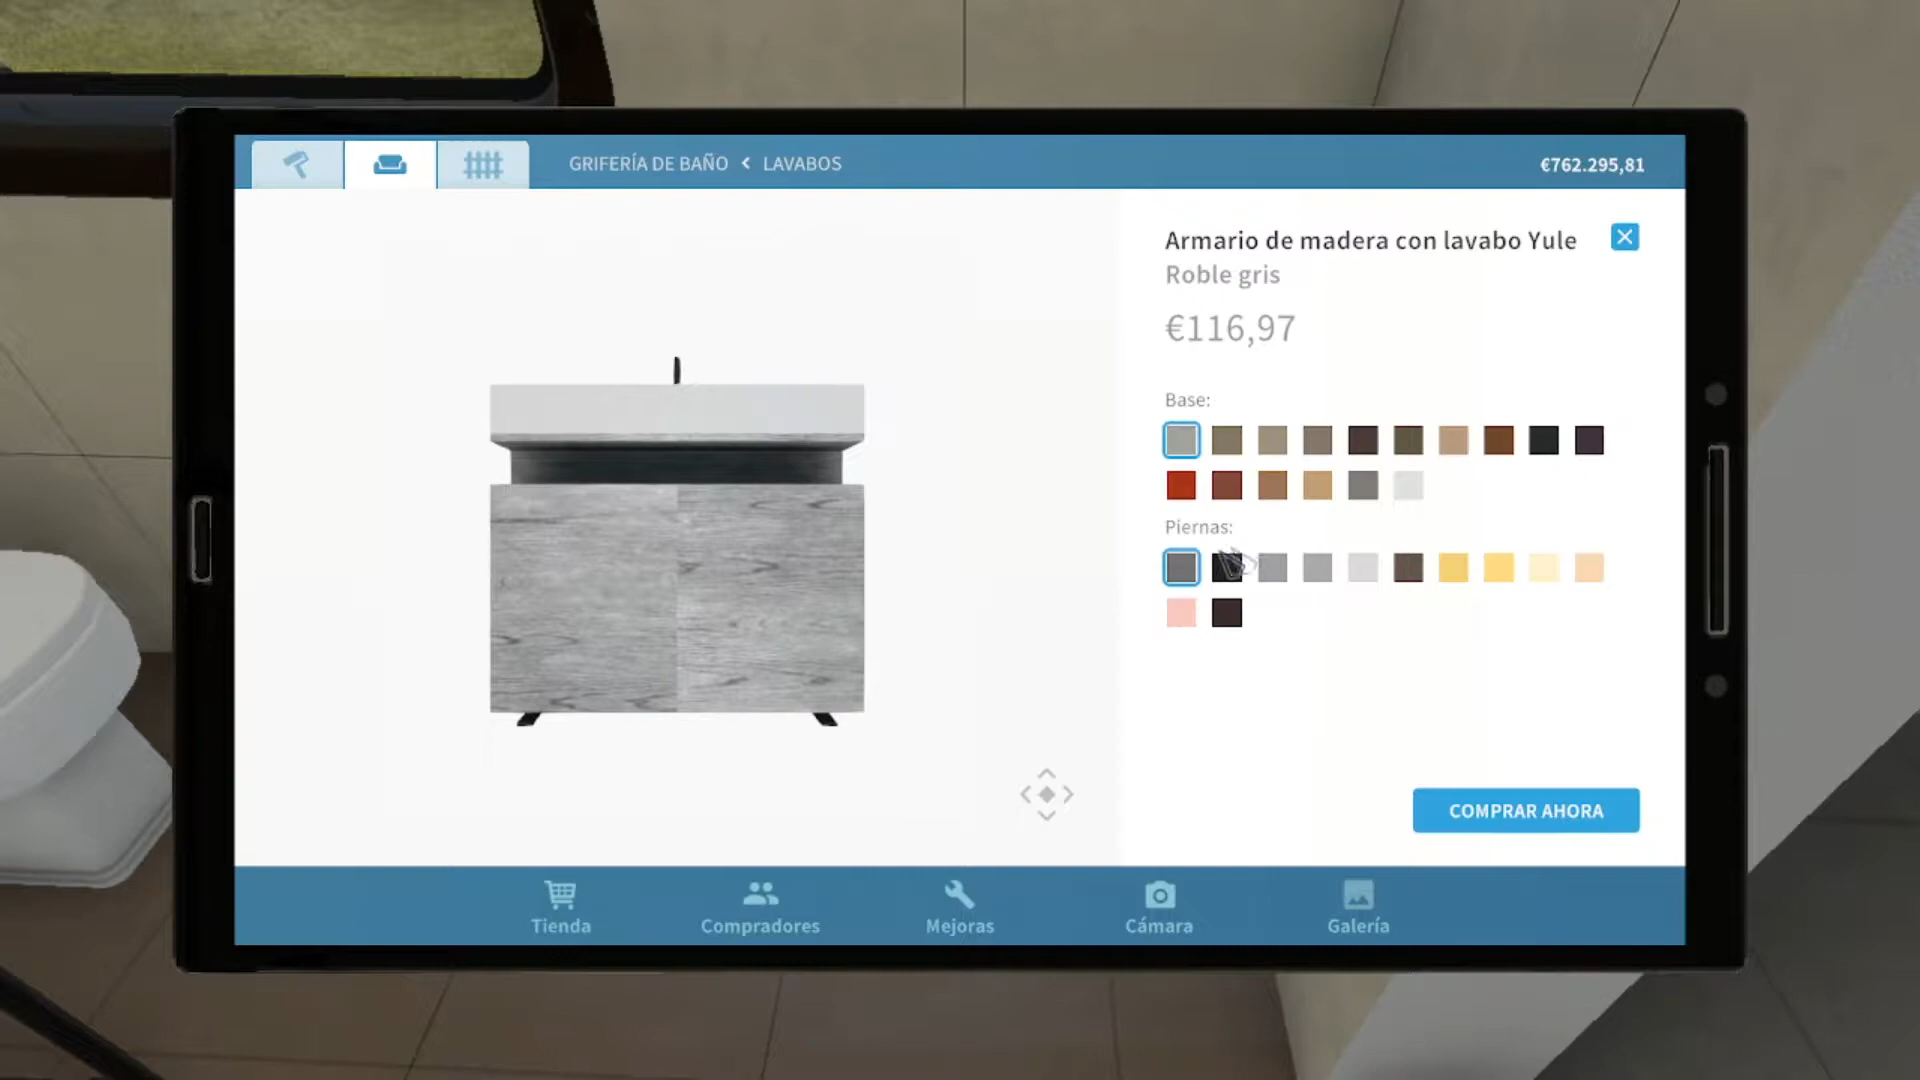 GRIFERÍA DE BAÑO < LAVABOS
€762.295,81
Armario de madera con lavabo Yule
Roble gris
€116,97
Base:
Piernas:
COMPRAR AHORA
Tienda
Compradores
Mejoras
Cámara
Galería